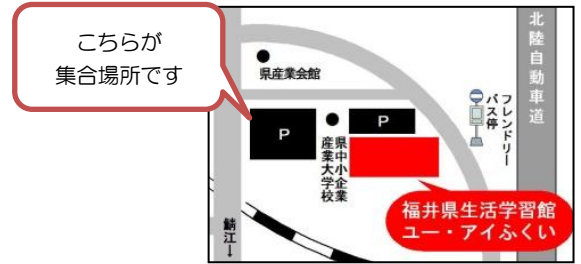 こちらが
集合場所です
県産業会館
北陸自動車道
フレンドリー
バス停
P
P
県中小企業
産業大学校
福井県生活学習館
ユー・アイふくい
鯖江↓